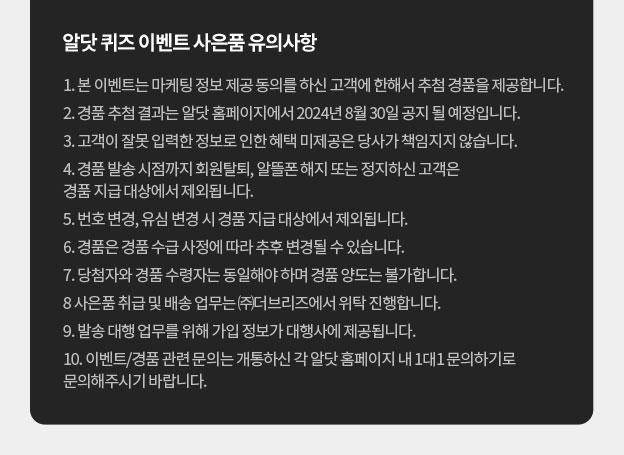 알닷 퀴즈 이벤트 사은품 유의사항
1. 본 이벤트는 마케팅 정보 제공 동의를 하신 고객에 한해서 추첨 경품을 제공합니다.
2. 경품 추첨 결과는 알닷 홈페이지에서 2024년 8월 30일 공지 될 예정입니다.
3. 고객이 잘못 입력한 정보로 인한 혜택 미제공은 당사가 책임지지 않습니다.
4. 경품 발송 시점까지 회원탈퇴, 알뜰폰 해지 또는 정지하신 고객은
경품 지급 대상에서 제외됩니다.
5. 번호 변경, 유심 변경 시 경품 지급 대상에서 제외됩니다.
6. 경품은 경품 수급 사정에 따라 추후 변경될 수 있습니다.
7. 당첨자와 경품 수령자는 동일해야 하며 경품 양도는 불가합니다.
8 사은품 취급 및 배송 업무는 ㈜더브리즈에서 위탁 진행합니다.
9. 발송 대행 업무를 위해 가입 정보가 대행사에 제공됩니다.
10. 이벤트/경품 관련 문의는 개통하신 각 알닷 홈페이지 내 1대1 문의하기로
문의해주시기 바랍니다.